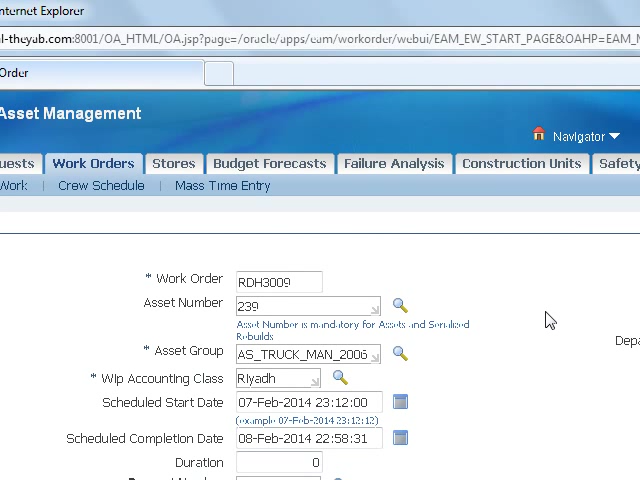 nternet Explorer
al-theyab.com:8001/OA_HTML/OA.jsp?page=/oracle/apps/eam/workorder/webui/EAM_EW_START_PAGE&OAHP=EAM_M
Order
Asset Management
Navigator
uests Work Orders Stores Budget Forecasts Failure Analysis Construction Units Safety
Work Crew Schedule Mass Time Entry
* Work Order RDH3009
Asset Number 239
Asset Number is mandatory for Assets and Serialized
Rebuilds
Depa
* Asset Group AS_TRUCK_MAN_2006
* Wip Accounting Class Riyadh
Scheduled Start Date 07-Feb-2014 23:12:00
(example 07-Feb-2014 23:12:12)
Scheduled Completion Date 08-Feb-2014 22:58:31
Duration 0